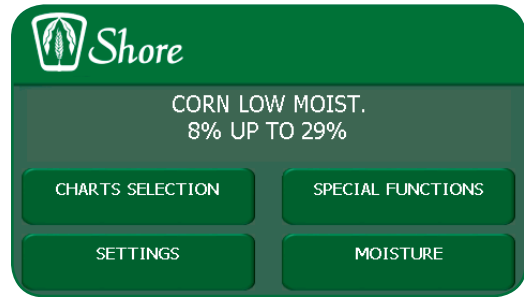 Shore
CORN LOW MOIST.
8% UP TO 29%
CHARTS SELECTION
SPECIAL FUNCTIONS
SETTINGS
MOISTURE